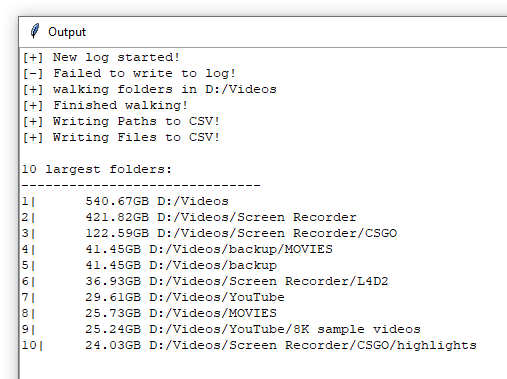 Output
[+] New log started!
[-] Failed to write to log!
[+] walking folders in D:/Videos
[+] Finished walking!
[+] Writing Paths to CSV!
[+] Writing Files to CSV!
10 largest folders:
------------------------------
1| 540.67GB D:/Videos
2| 421.82GB D:/Videos/Screen Recorder
3| 122.59GB D:/Videos/Screen Recorder/CSGO
4| 41.45GB D:/Videos/backup/MOVIES
5| 41.45GB D:/Videos/backup
6| 36.93GB D:/Videos/Screen Recorder/L4D2
7| 29.61GB D:/Videos/YouTube
8| 25.73GB D:/Videos/MOVIES
9| 25.24GB D:/Videos/YouTube/8K sample videos
10| 24.03GB D:/Videos/Screen Recorder/CSGO/highlights